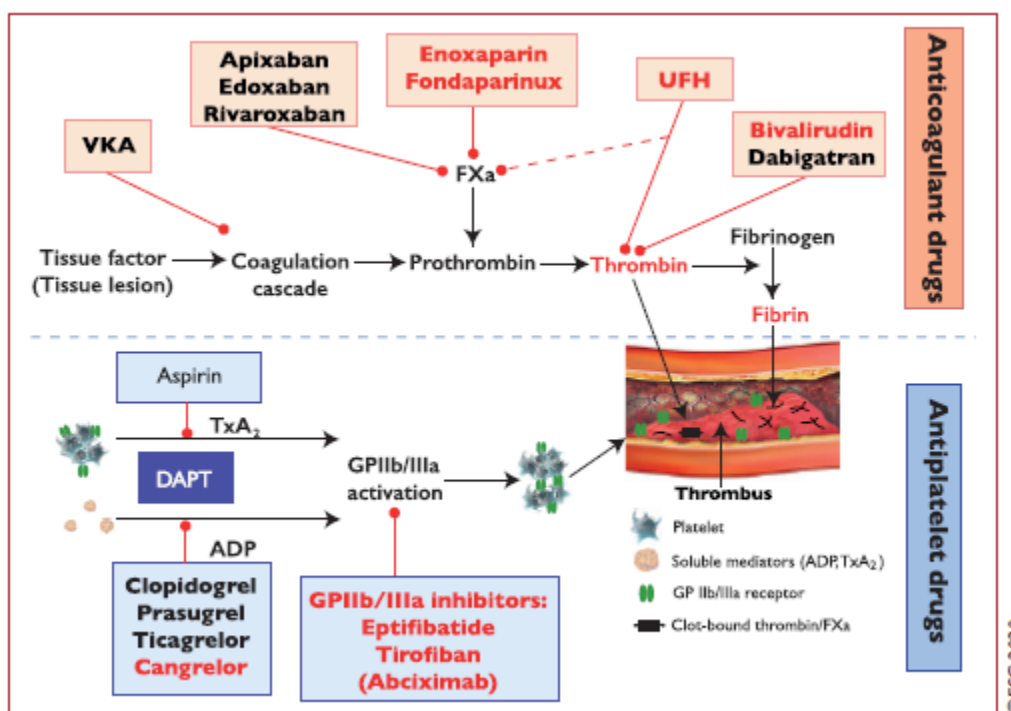 Apixaban
Edoxaban
Rivaroxaban
Enoxaparin
Fondaparinux
UFH
VKA
Bivalirudin
Dabigatran
FXa
Tissue factor
(Tissue lesion)
Coagulation
cascade
Prothrombin
Thrombin
Fibrinogen
Fibrin
Anticoagulant drugs
Aspirin
TxA₂
DAPT
ADP
GPIIb/IIIa
activation
Clopidogrel
Prasugrel
Ticagrelor
Cangrelor
GPIIb/IIIa inhibitors:
Eptifibatide
Tirofiban
(Abciximab)
Thrombus
Platelet
Soluble mediators (ADP,TxA₂)
GP IIb/IIIa receptor
Clot-bound thrombin/FXa
Antiplatelet drugs